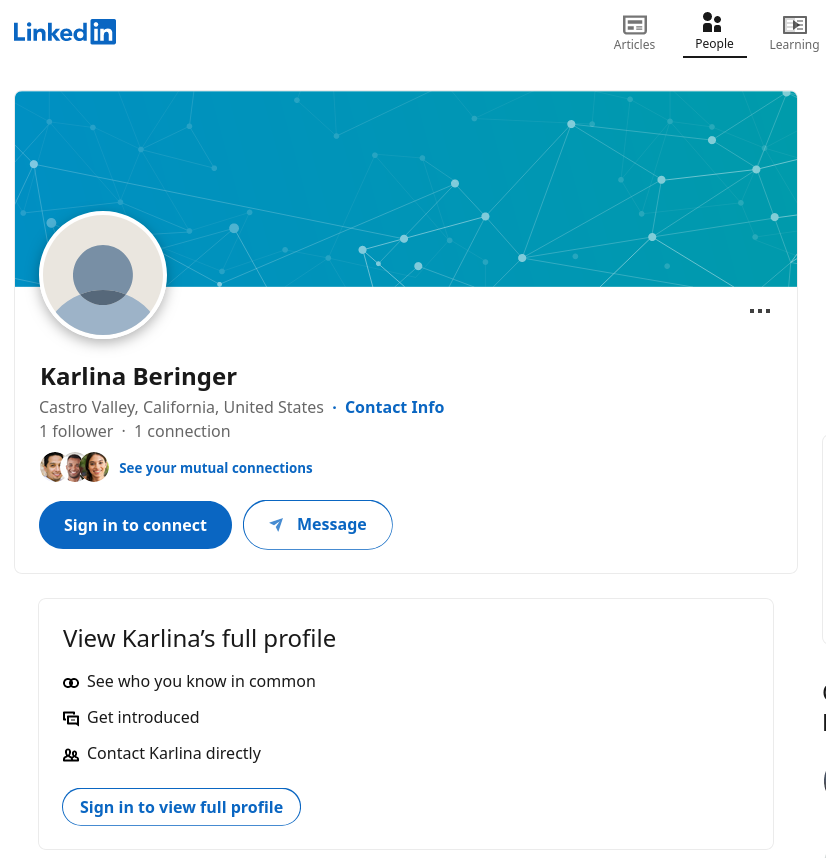 Linked in
Articles
People
Learning
Karlina Beringer
Castro Valley, California, United States · Contact Info
1 follower · 1 connection
See your mutual connections
Sign in to connect
Message
View Karlina’s full profile
See who you know in common
Get introduced
Contact Karlina directly
Sign in to view full profile